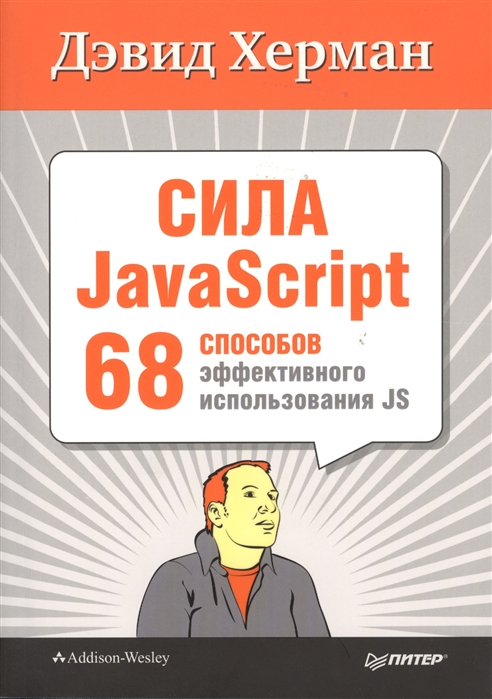 Дэвид Херман
СИЛА
JavaScript
68 способов
эффективного
использования JS
Addison-Wesley
ПИТЕР®